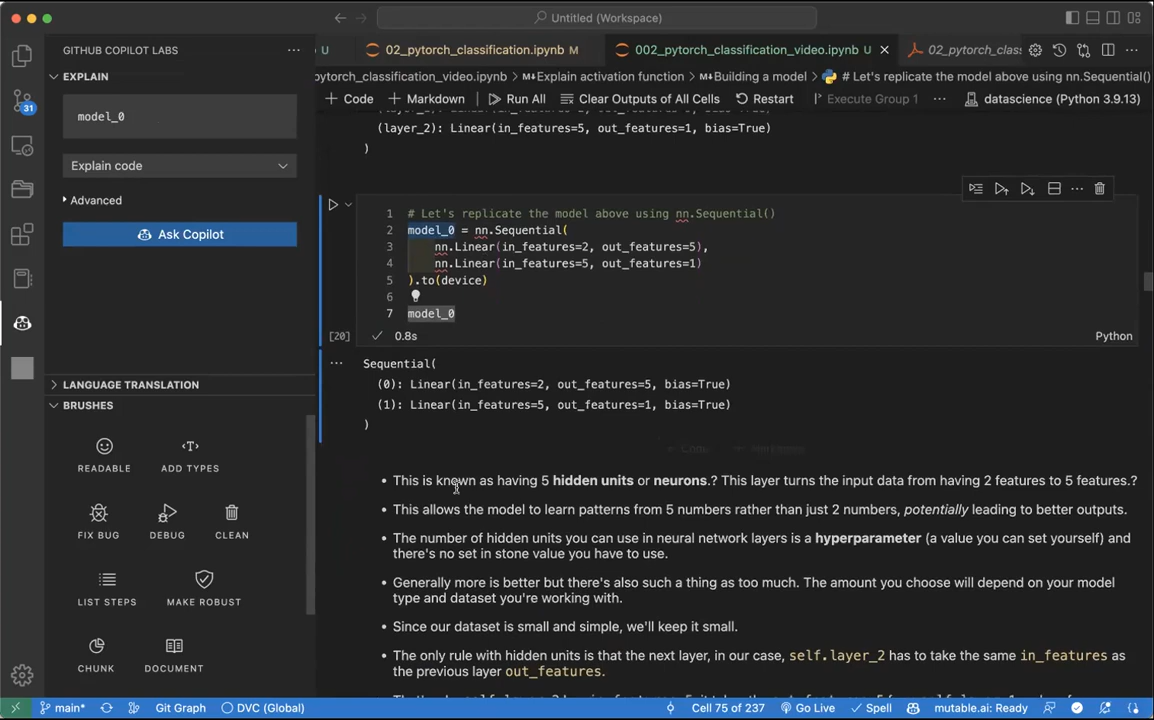 Untitled (Workspace)
GITHUB COPILOT LABS
EXPLAIN
model_0
Explain code
Advanced
Ask Copilot
LANGUAGE TRANSLATION
BRUSHES
READABLE
ADD TYPES
FIX BUG
DEBUG
CLEAN
LIST STEPS
MAKE ROBUST
CHUNK
DOCUMENT
31
U
02_pytorch_classification.ipynb M
002_pytorch_classification_video.ipynb U
02_pytorch_clas
pytorch_classification_video.ipynb > Explain activation function > Building a model > # Let's replicate the model above using nn.Sequential()
+ Code + Markdown Run All Clear Outputs of All Cells Restart Execute Group 1 ... datascience (Python 3.9.13)
(layer_2): Linear(in_features=5, out_features=1, bias=True)
)
1 # Let's replicate the model above using nn.Sequential()
2 model_0 = nn.Sequential(
3 nn.Linear(in_features=2, out_features=5),
4 nn.Linear(in_features=5, out_features=1)
5 ).to(device)
6
7 model_0
[20] 0.8s Python
Sequential(
(0): Linear(in_features=2, out_features=5, bias=True)
(1): Linear(in_features=5, out_features=1, bias=True)
)
• This is known as having 5 hidden units or neurons.? This layer turns the input data from having 2 features to 5 features.?
• This allows the model to learn patterns from 5 numbers rather than just 2 numbers, potentially leading to better outputs.
• The number of hidden units you can use in neural network layers is a hyperparameter (a value you can set yourself) and
there's no set in stone value you have to use.
• Generally more is better but there's also such a thing as too much. The amount you choose will depend on your model
type and dataset you're working with.
• Since our dataset is small and simple, we'll keep it small.
• The only rule with hidden units is that the next layer, in our case, self.layer_2 has to take the same in_features as
the previous layer out_features.
main* Git Graph DVC (Global) Cell 75 of 237 Go Live Spell mutable.ai: Ready